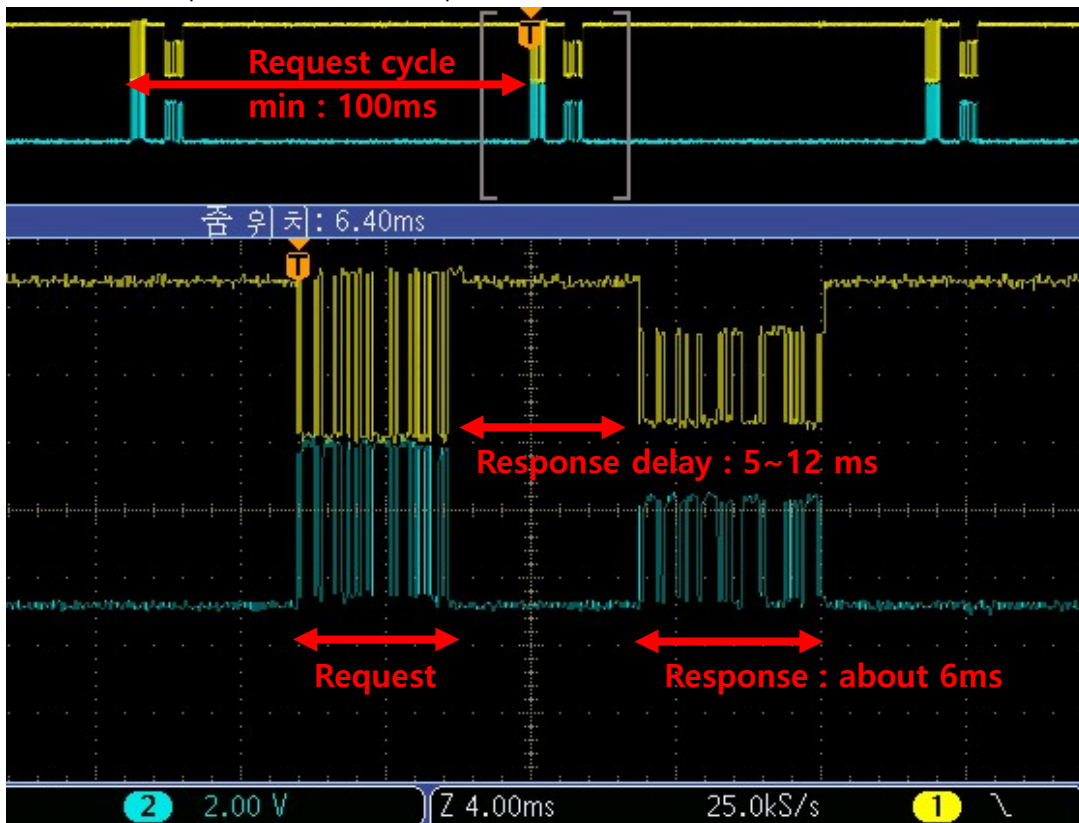 T
Request cycle
min : 100ms
줌 위치: 6.40ms
T
Response delay : 5~12 ms
Request
Response : about 6ms
2 2.00 V Z 4.00ms 25.0kS/s 1 \